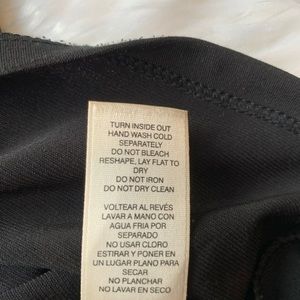 TURN INSIDE OUT
HAND WASH COLD
SEPARATELY
DO NOT BLEACH
RESHAPE, LAY FLAT TO
DRY
DO NOT IRON
DO NOT DRY CLEAN
VOLTEAR AL REVÉS
LAVAR A MANO CON
AGUA FRIA POR
SEPARADO
NO USAR CLORO
ESTIRAR Y PONER EN
UN LUGAR PLANO PARA
SECAR
NO PLANCHAR
NO LAVAR EN SECO